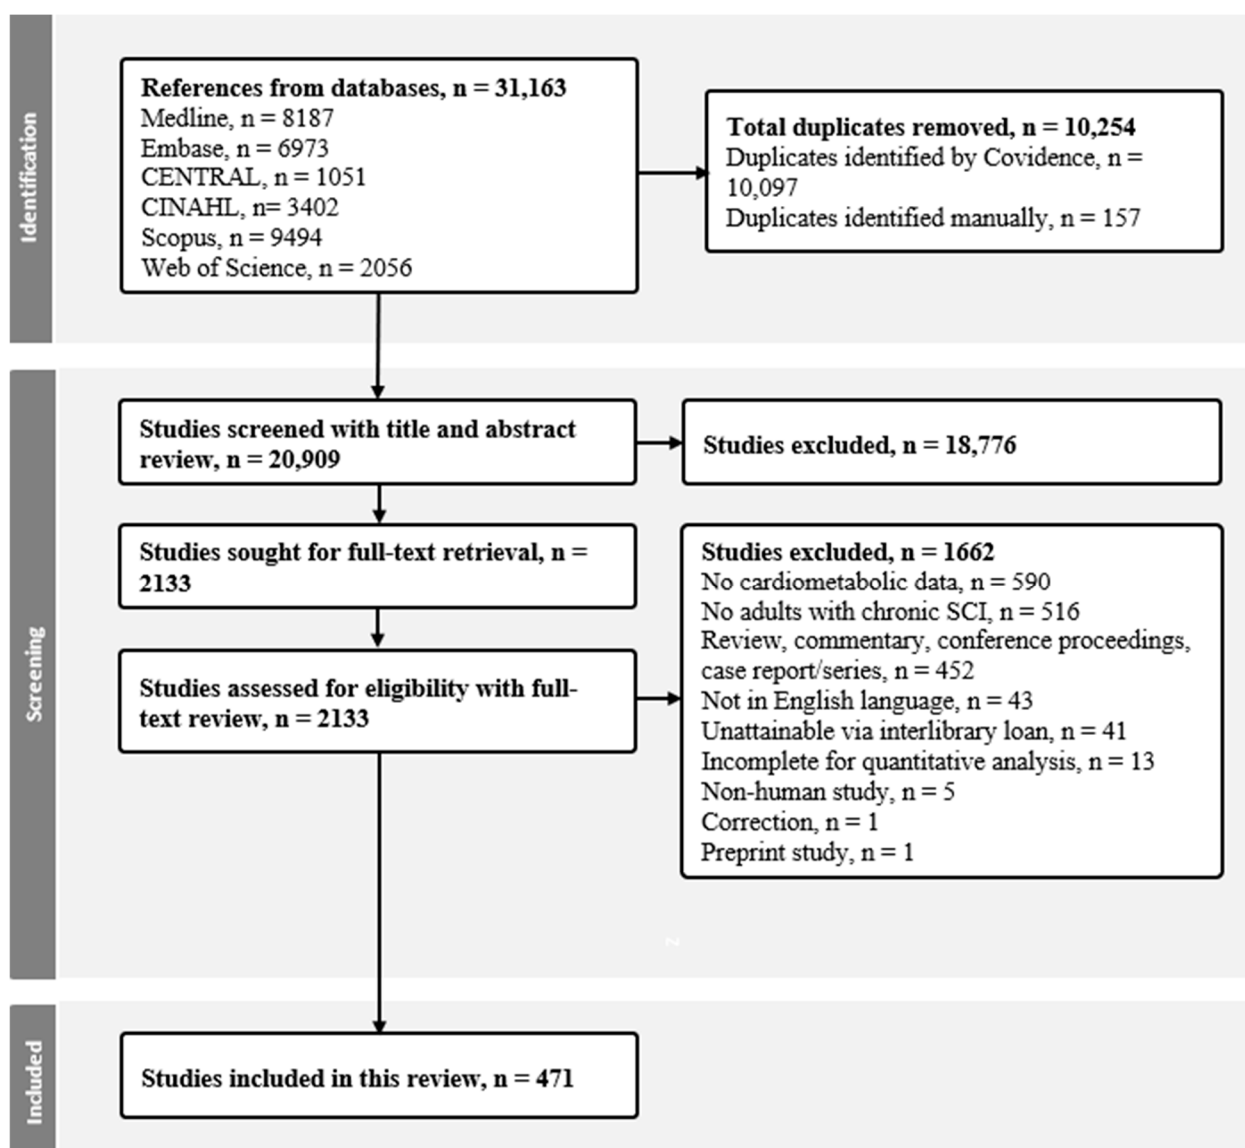 Identification
References from databases, n = 31,163
Medline, n = 8187
Embase, n = 6973
CENTRAL, n = 1051
CINAHL, n= 3402
Scopus, n = 9494
Web of Science, n = 2056
Total duplicates removed, n = 10,254
Duplicates identified by Covidence, n =
10,097
Duplicates identified manually, n = 157
Screening
Studies screened with title and abstract
review, n = 20,909
Studies excluded, n = 18,776
Studies sought for full-text retrieval, n =
2133
Studies assessed for eligibility with full-
text review, n = 2133
Studies excluded, n = 1662
No cardiometabolic data, n = 590
No adults with chronic SCI, n = 516
Review, commentary, conference proceedings,
case report/series, n = 452
Not in English language, n = 43
Unattainable via interlibrary loan, n = 41
Incomplete for quantitative analysis, n = 13
Non-human study, n = 5
Correction, n = 1
Preprint study, n = 1
Included
Studies included in this review, n = 471